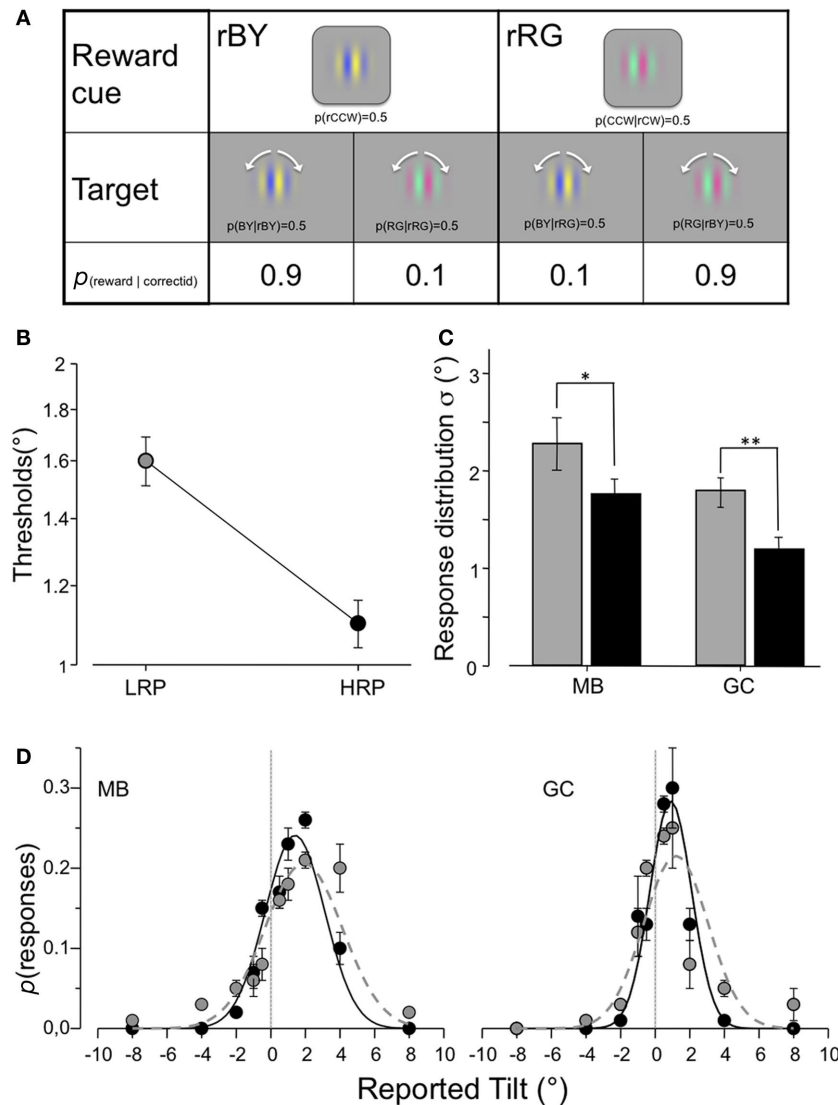 A
Reward cue
rBY
rRG
p(rCCW)=0.5
p(CCW|rCW)=0.5
Target
p(BY|rBY)=0.5
p(RG|rRG)=0.5
p(BY|rRG)=0.5
p(RG|rBY)=0.5
p(reward | correctid)
0.9
0.1
0.1
0.9
B
Thresholds(°)
2
1.8
1.6
1.4
1.2
1
LRP
HRP
C
Response distribution σ (°)
3
2
1
0
*
**
MB
GC
D
MB
GC
p(responses)
0.3
0.2
0.1
0,0
-10 -8 -6 -4 -2 0 2 4 6 8 10
-10 -8 -6 -4 -2 0 2 4 6 8 10
Reported Tilt (°)